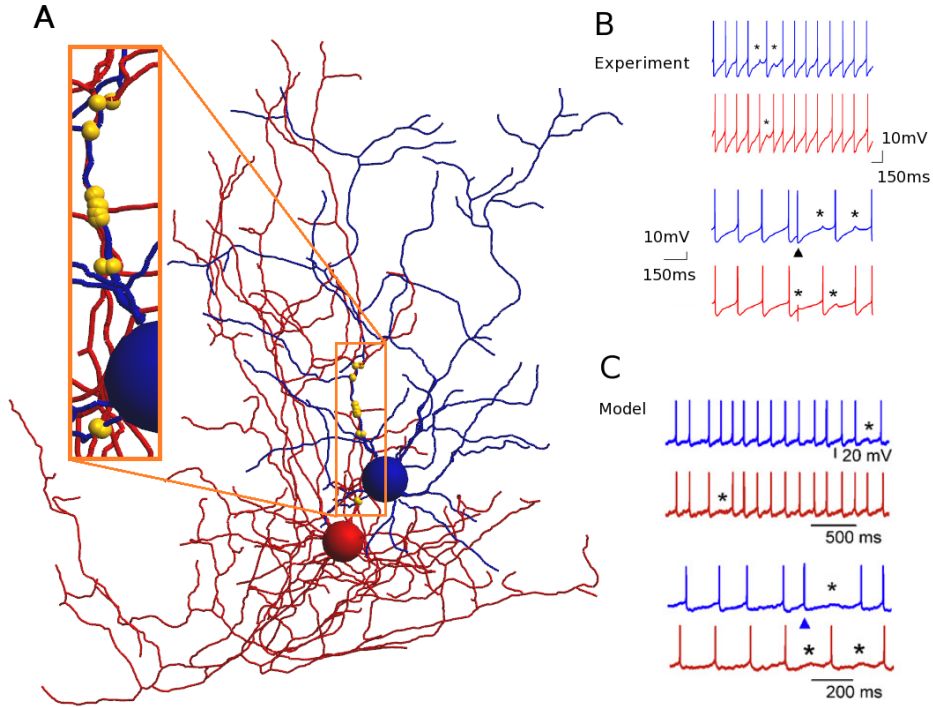 A
B
Experiment
* *
*
10mV
150ms
* *
10mV
150ms
* *
C
Model
*
20 mV
*
500 ms
*
* *
200 ms